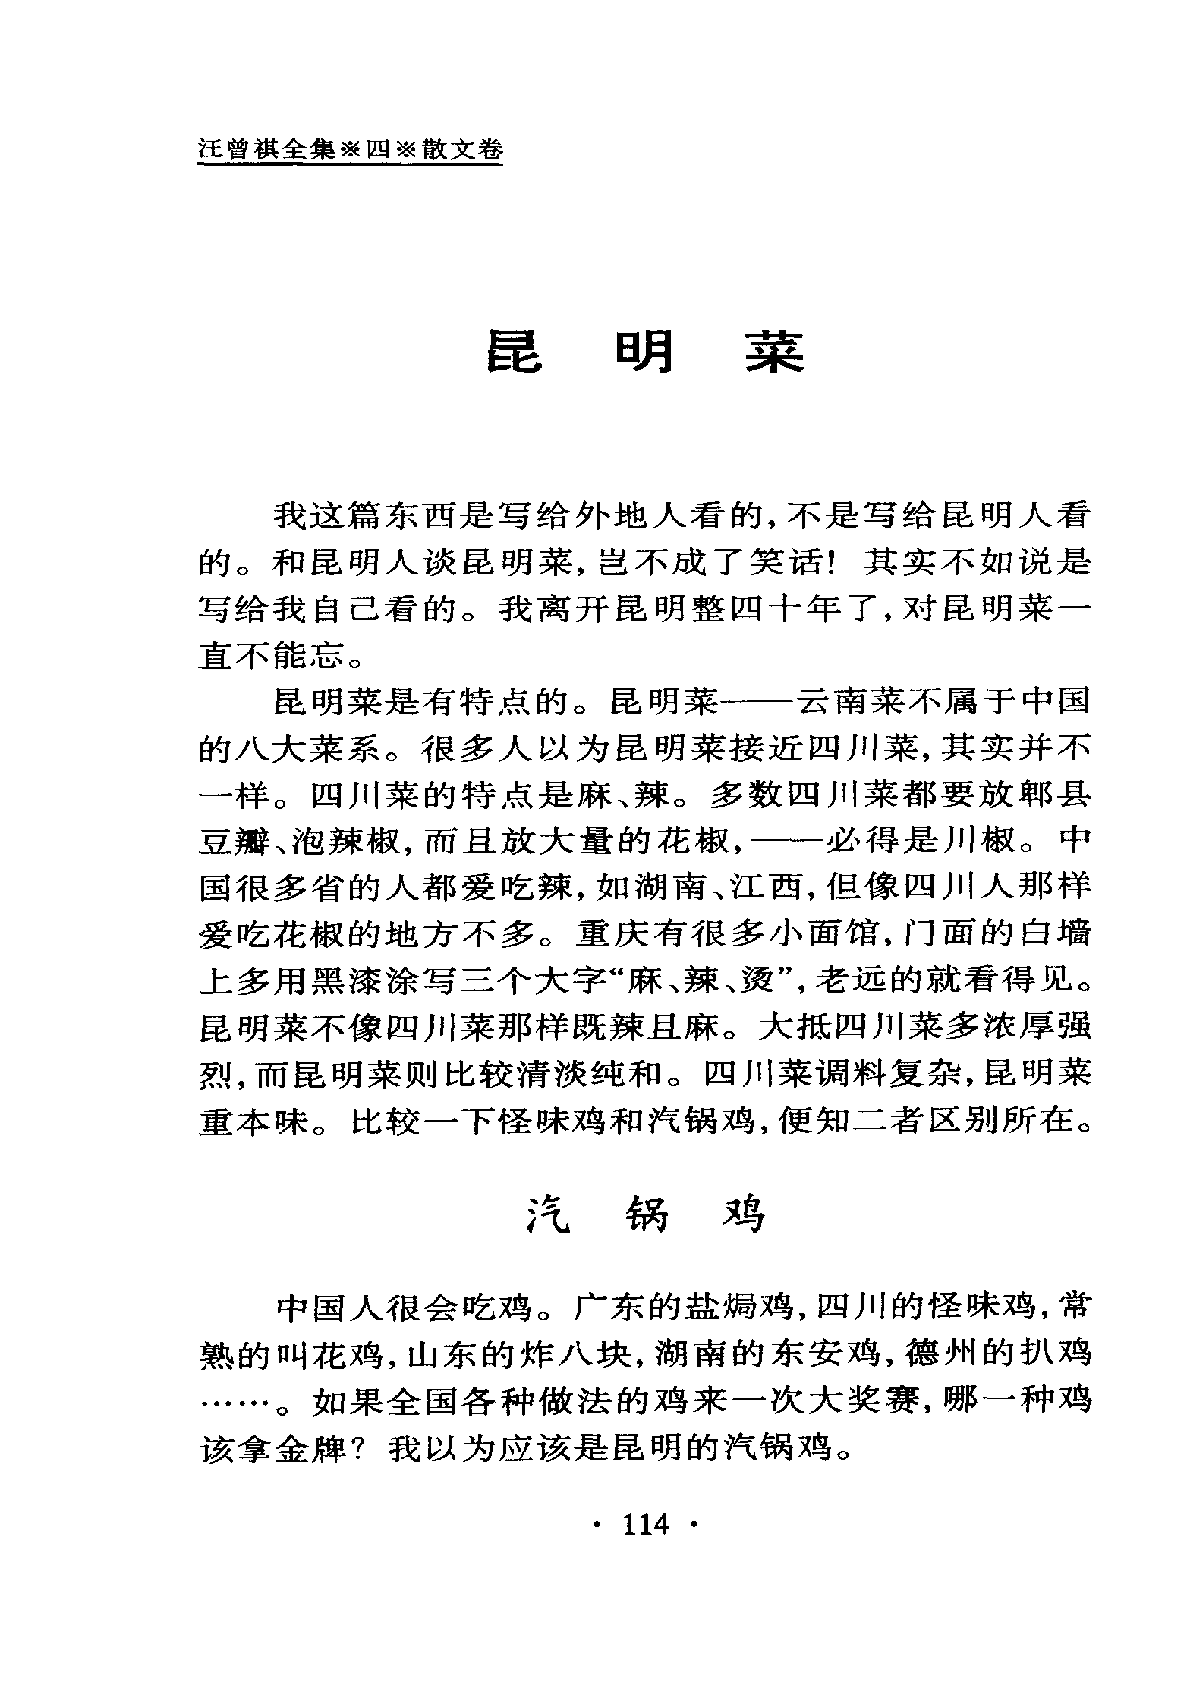 汪曾祺全集※四※散文卷
昆 明 菜
我这篇东西是写给外地人看的,不是写给昆明人看
的。和昆明人谈昆明菜,岂不成了笑话! 其实不如说是
写给我自己看的。我离开昆明整四十年了,对昆明菜一
直不能忘。
昆明菜是有特点的。昆明菜——云南菜不属于中国
的八大菜系。很多人以为昆明菜接近四川菜,其实并不
一样。四川菜的特点是麻、辣。多数四川菜都要放郫县
豆瓣、泡辣椒,而且放大量的花椒,——必得是川椒。中
国很多省的人都爱吃辣,如湖南、江西,但像四川人那样
爱吃花椒的地方不多。重庆有很多小面馆,门面的白墙
上多用黑漆涂写三个大字“麻、辣、烫”,老远的就看得见。
昆明菜不像四川菜那样既辣且麻。大抵四川菜多浓厚强
烈,而昆明菜则比较清淡纯和。四川菜调料复杂,昆明菜
重本味。比较一下怪味鸡和汽锅鸡,便知二者区别所在。
汽 锅 鸡
中国人很会吃鸡。广东的盐焗鸡,四川的怪味鸡,常
熟的叫花鸡,山东的炸八块,湖南的东安鸡,德州的扒鸡
……。如果全国各种做法的鸡来一次大奖赛,哪一种鸡
该拿金牌? 我以为应该是昆明的汽锅鸡。
· 114 ·